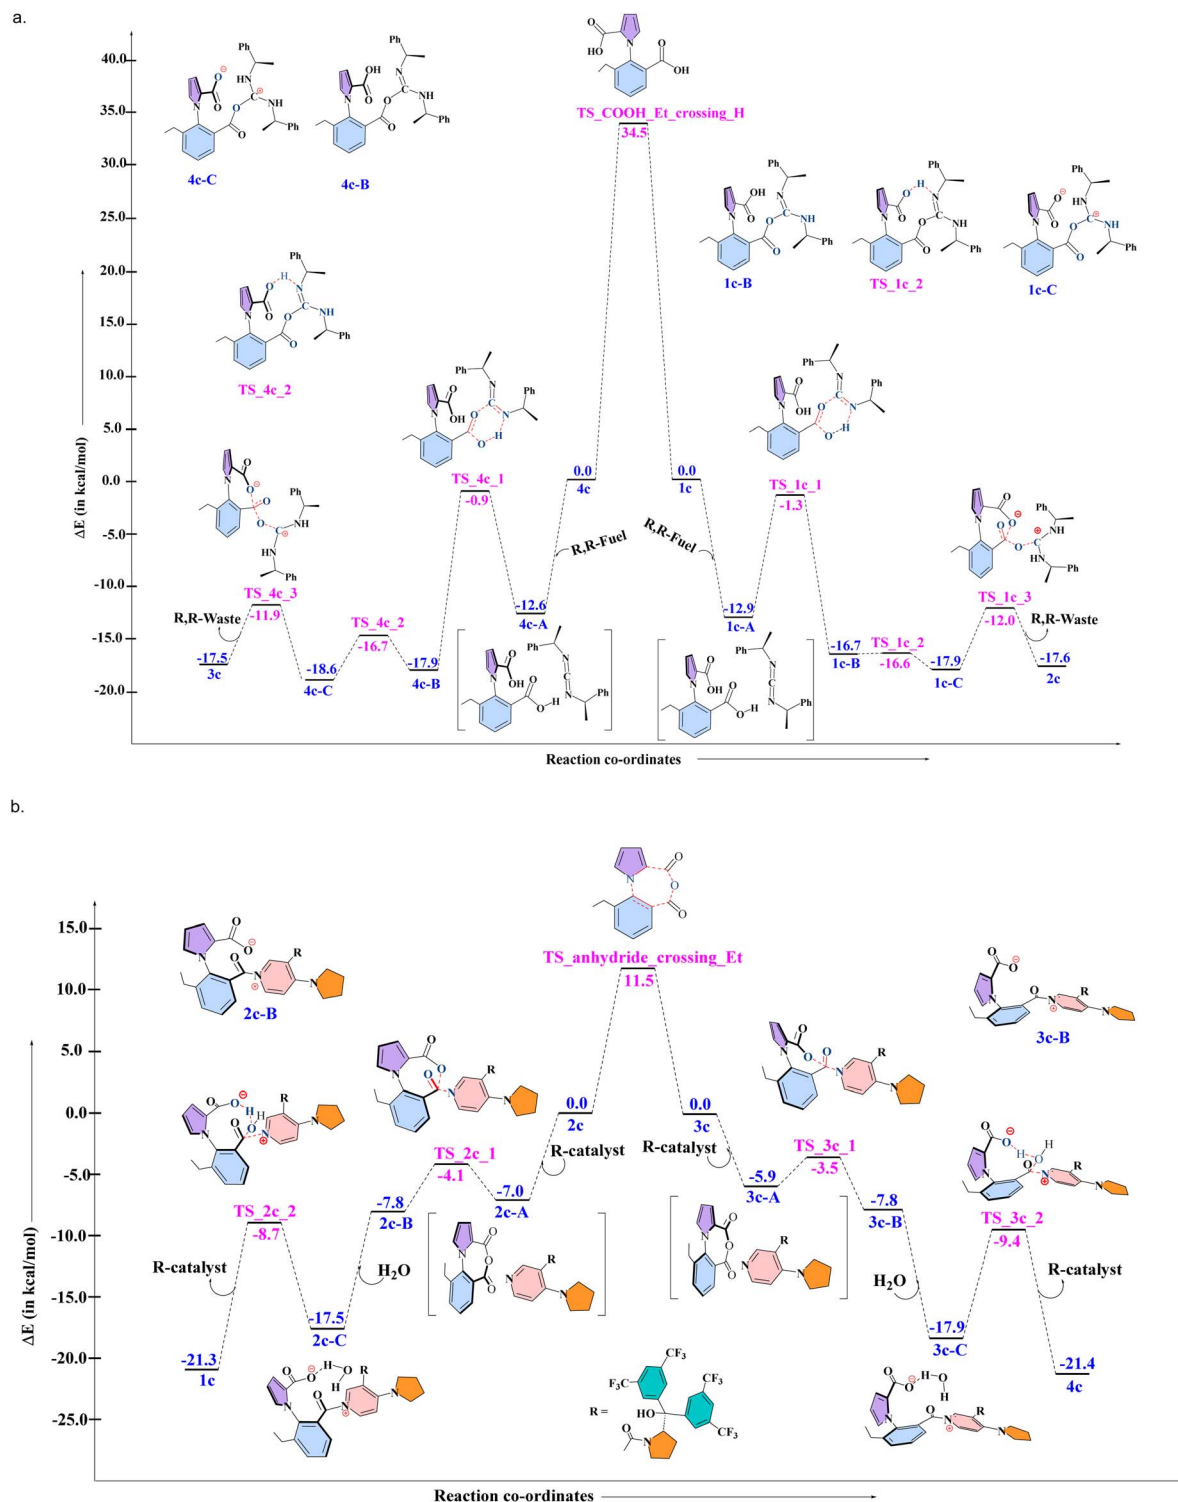 a.
ΔE (in kcal/mol)
40.0
35.0
30.0
25.0
20.0
15.0
10.0
5.0
0.0
-5.0
-10.0
-15.0
-20.0
4c-C
4c-B
TS_COOH_Et_crossing_H
34.5
1c-B
TS_1c_2
1c-C
TS_4c_2
TS_4c_1
-0.9
0.0
4c
0.0
1c
TS_1c_1
-1.3
R,R-Fuel
R,R-Fuel
TS_4c_3
-11.9
R,R-Waste
-17.5
3c
-18.6
4c-C
TS_4c_2
-16.7
-17.9
4c-B
-12.6
4c-A
-12.9
1c-A
-16.7
1c-B
TS_1c_2
-16.6
-17.9
1c-C
TS_1c_3
-12.0
R,R-Waste
-17.6
2c
Reaction co-ordinates
b.
ΔE (in kcal/mol)
15.0
10.0
5.0
0.0
-5.0
-10.0
-15.0
-20.0
-25.0
2c-B
TS_anhydride_crossing_Et
11.5
3c-B
0.0
2c
0.0
3c
R-catalyst
R-catalyst
TS_2c_1
-4.1
-7.0
2c-A
-7.8
2c-B
H2O
TS_2c_2
-8.7
R-catalyst
-17.5
2c-C
-21.3
1c
-5.9
3c-A
TS_3c_1
-3.5
-7.8
3c-B
H2O
-17.9
3c-C
TS_3c_2
-9.4
R-catalyst
-21.4
4c
R =
CF3
F3C
CF3
HO
CF3
N
O
Reaction co-ordinates